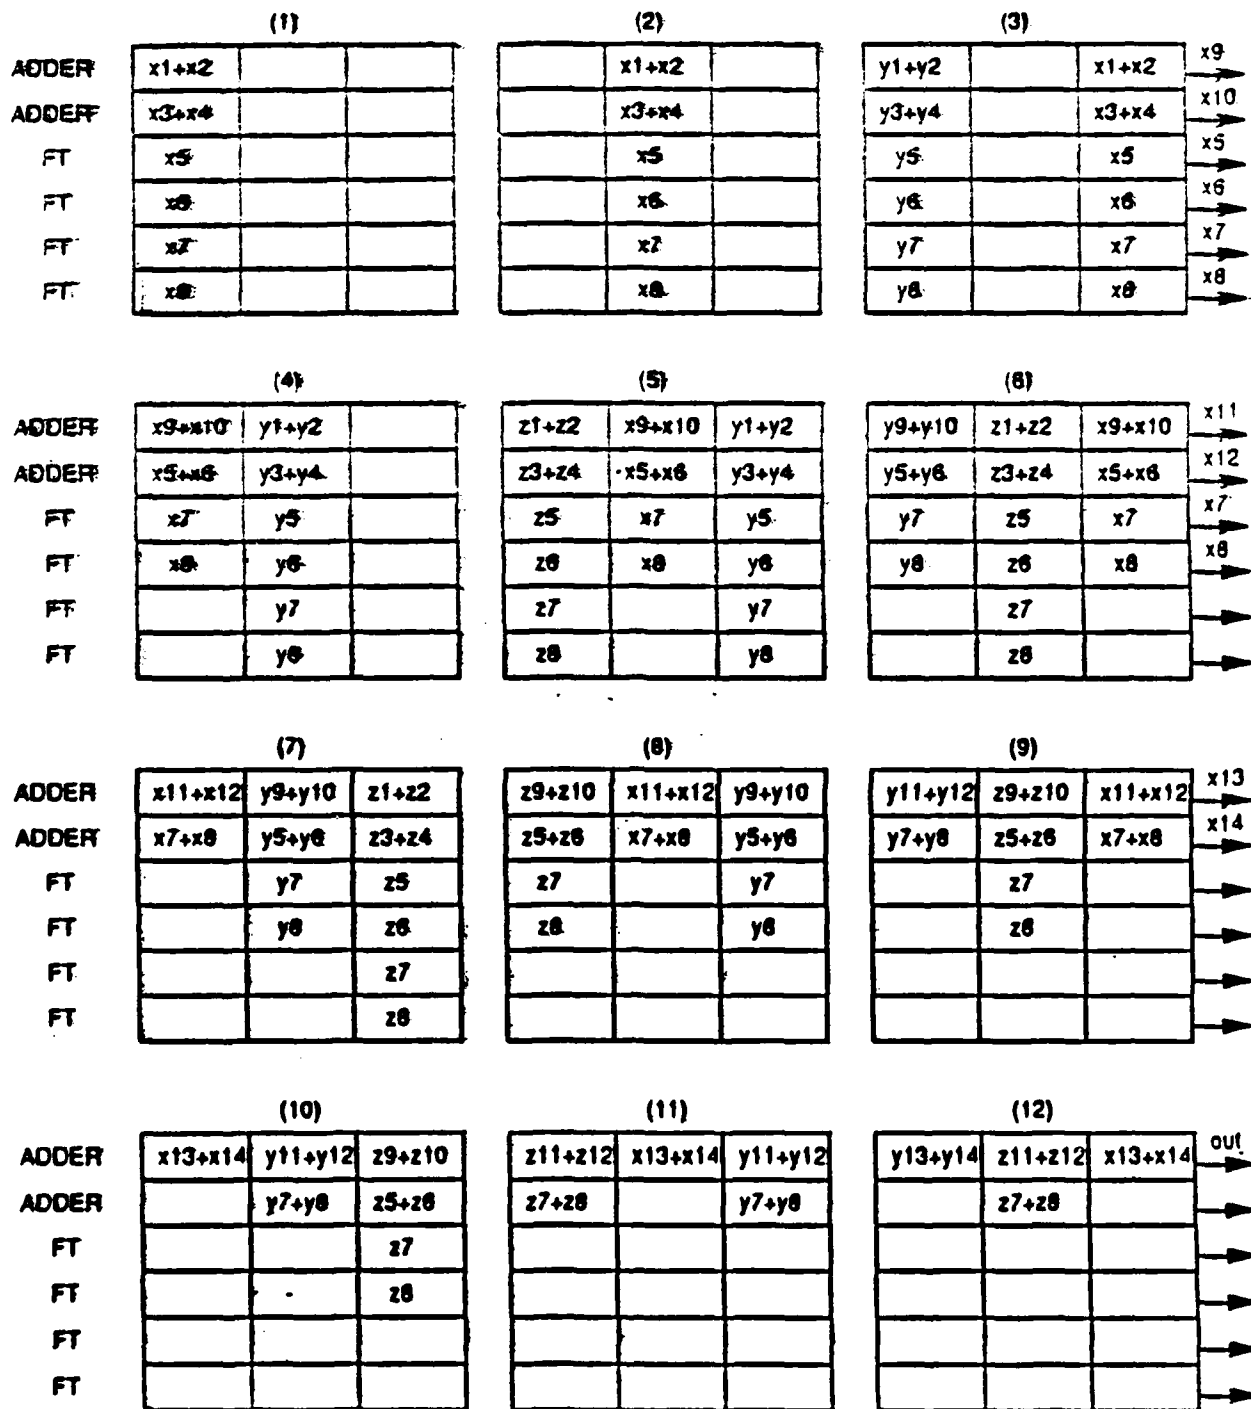 (1) (2) (3)
ADDER x1+x2 x1+x2 y1+y2 x1+x2 x9
ADDER x3+x4 x3+x4 y3+y4 x3+x4 x10
FT x5 x5 y5 x5 x5
FT x6 x6 y6 x6 x6
FT x7 x7 y7 x7 x7
FT x8 x8 y8 x8 x8
(4) (5) (6)
ADDER x9+x10 y1+y2 z1+z2 x9+x10 y1+y2 y9+y10 z1+z2 x9+x10 x11
ADDER x5+x6 y3+y4 z3+z4 x5+x6 y3+y4 y5+y6 z3+z4 x5+x6 x12
FT x7 y5 z5 x7 y5 y7 z5 x7 x7
FT x8 y6 z6 x8 y6 y8 z6 x8 x8
FT y7 z7 y7 z7
FT y8 z8 y8 z8
(7) (8) (9)
ADDER x11+x12 y9+y10 z1+z2 z9+z10 x11+x12 y9+y10 y11+y12 z9+z10 x11+x12 x13
ADDER x7+x8 y5+y6 z3+z4 z5+z6 x7+x8 y5+y6 y7+y8 z5+z6 x7+x8 x14
FT y7 z5 z7 y7 z7
FT y8 z6 z8 y8 z8
FT z7
FT z8
(10) (11) (12)
ADDER x13+x14 y11+y12 z9+z10 z11+z12 x13+x14 y11+y12 y13+y14 z11+z12 x13+x14 out
ADDER y7+y8 z5+z6 z7+z8 y7+y8 z7+z8
FT z7
FT z8
FT
FT